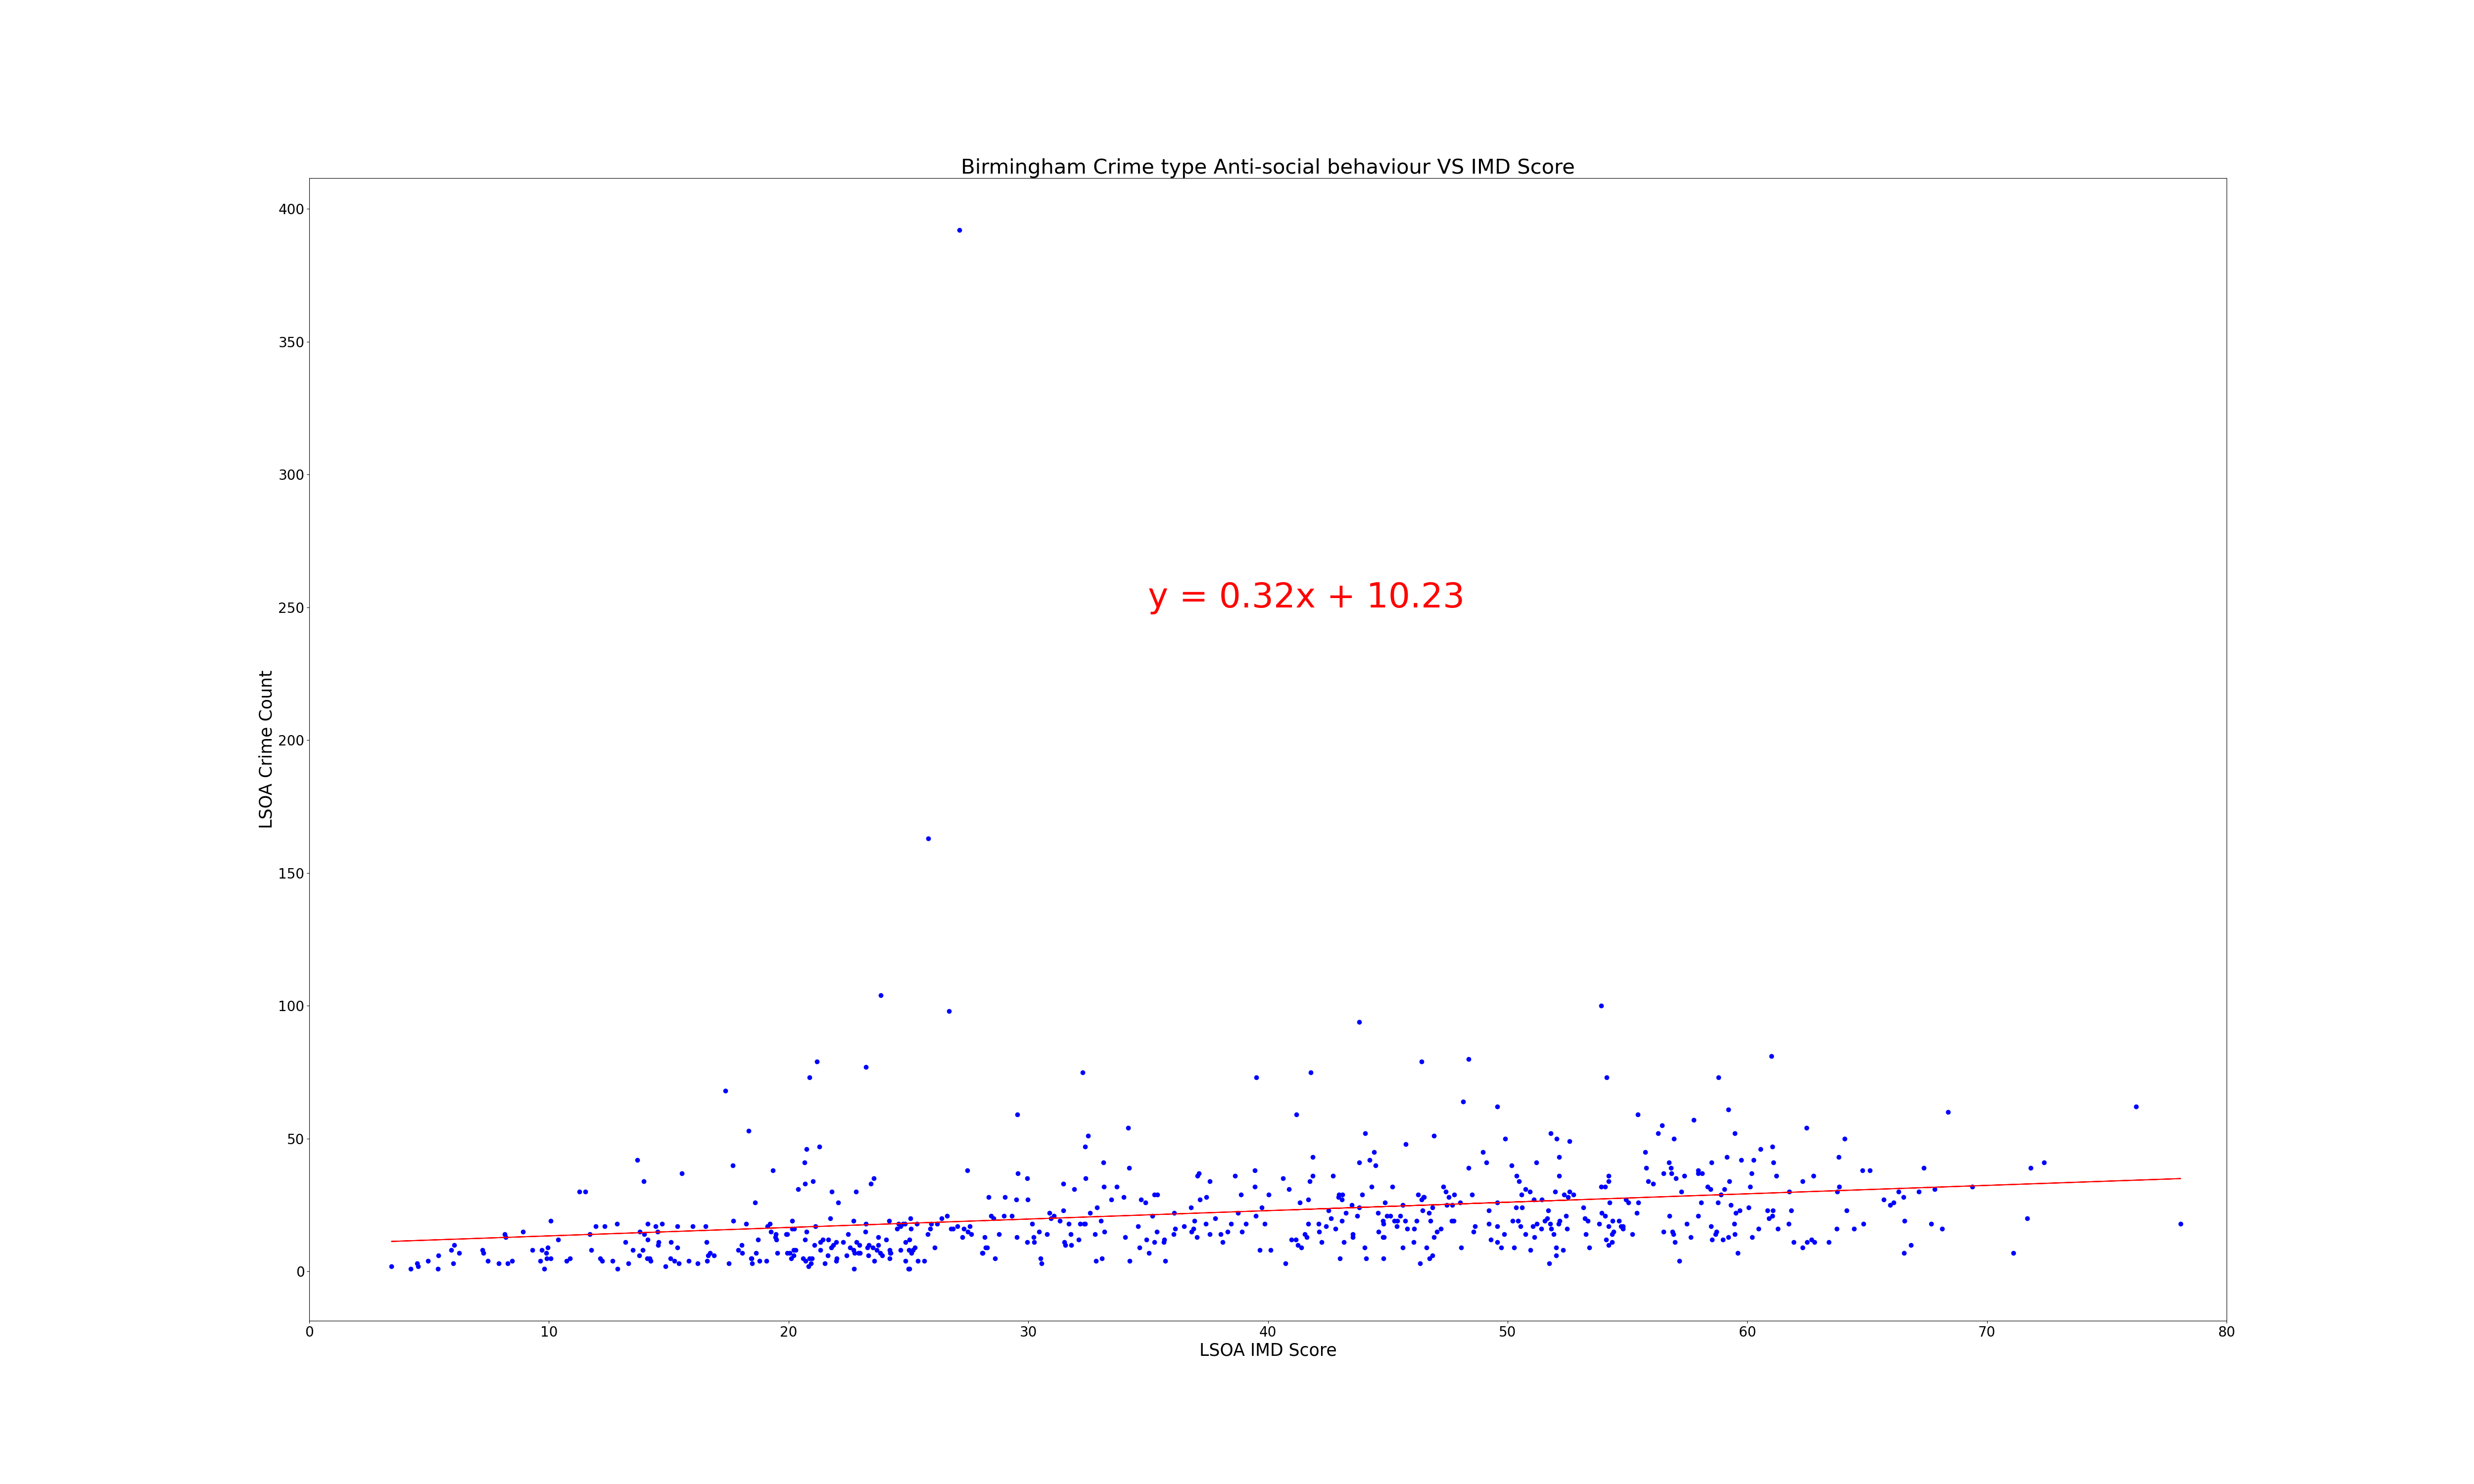 Birmingham Crime type Anti-social behaviour VS IMD Score
400
350
300
250
200
150
100
50
0
LSOA Crime Count
y = 0.32x + 10.23
0 10 20 30 40 50 60 70 80
LSOA IMD Score